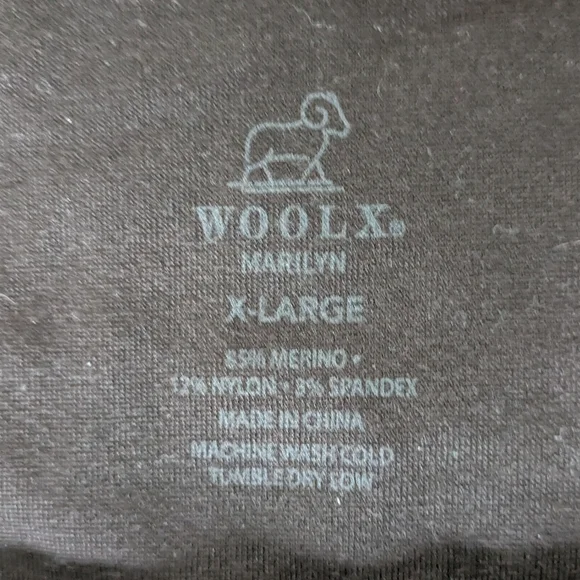 WOOLX®
MARILYN
X-LARGE
85% MERINO •
12% NYLON • 3% SPANDEX
MADE IN CHINA
MACHINE WASH COLD
TUMBLE DRY LOW